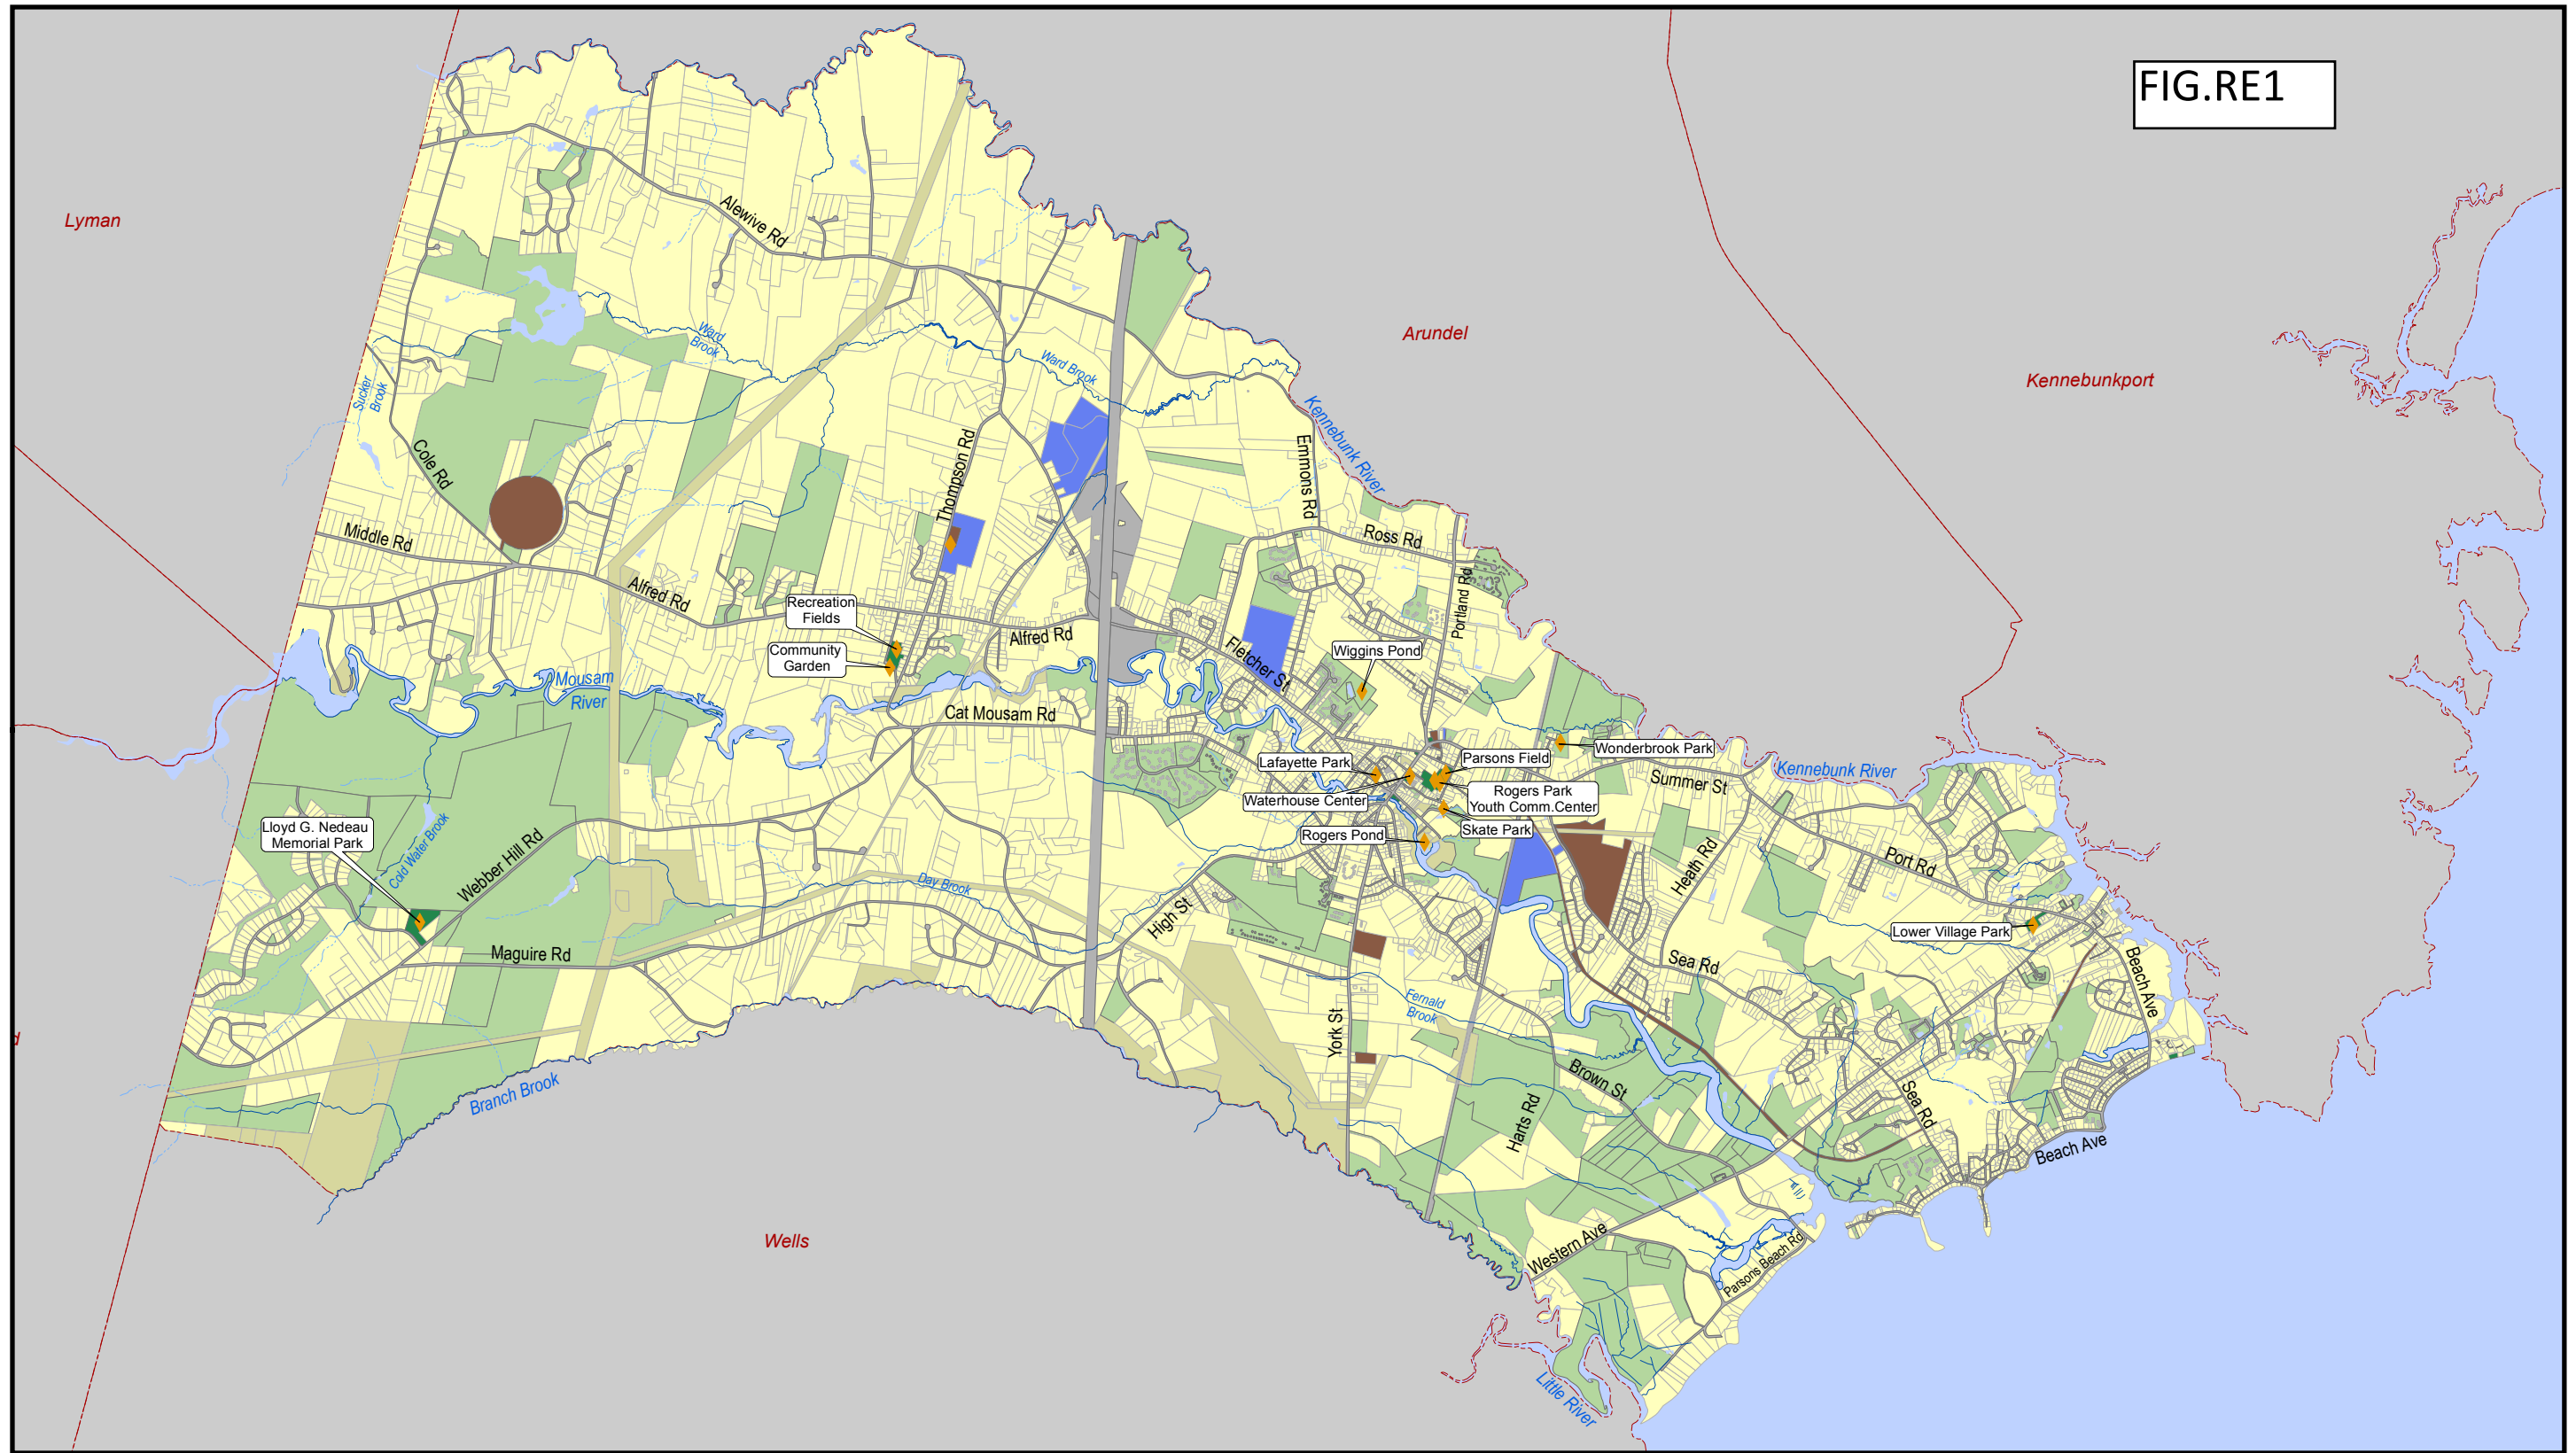 FIG.RE1
Lyman
Alewive Rd
Arundel
Kennebunkport
Ward
Brook
Ward Brook
Sucker
Brook
Kennebunk River
Cole Rd
Thompson Rd
Emmons Rd
Middle Rd
Ross Rd
Alfred Rd
Portland Rd
Recreation
Fields
Alfred Rd
Community
Garden
Fletcher St
Wiggins Pond
Mousam
River
Cat Mousam Rd
Wonderbrook Park
Lafayette Park
Parsons Field
Kennebunk River
Summer St
Waterhouse Center
Rogers Park
Youth Comm.Center
Lloyd G. Nedeau
Memorial Park
Skate Park
Rogers Pond
Cold Water Brook
Webber Hill Rd
Heath Rd
Port Rd
Day Brook
High St
Lower Village Park
Maguire Rd
Sea Rd
Beach Ave
Fernald
Brook
York St
d
Branch Brook
Brown St
Harts Rd
Sea Rd
Beach Ave
Wells
Western Ave
Parsons Beach Rd
Little River